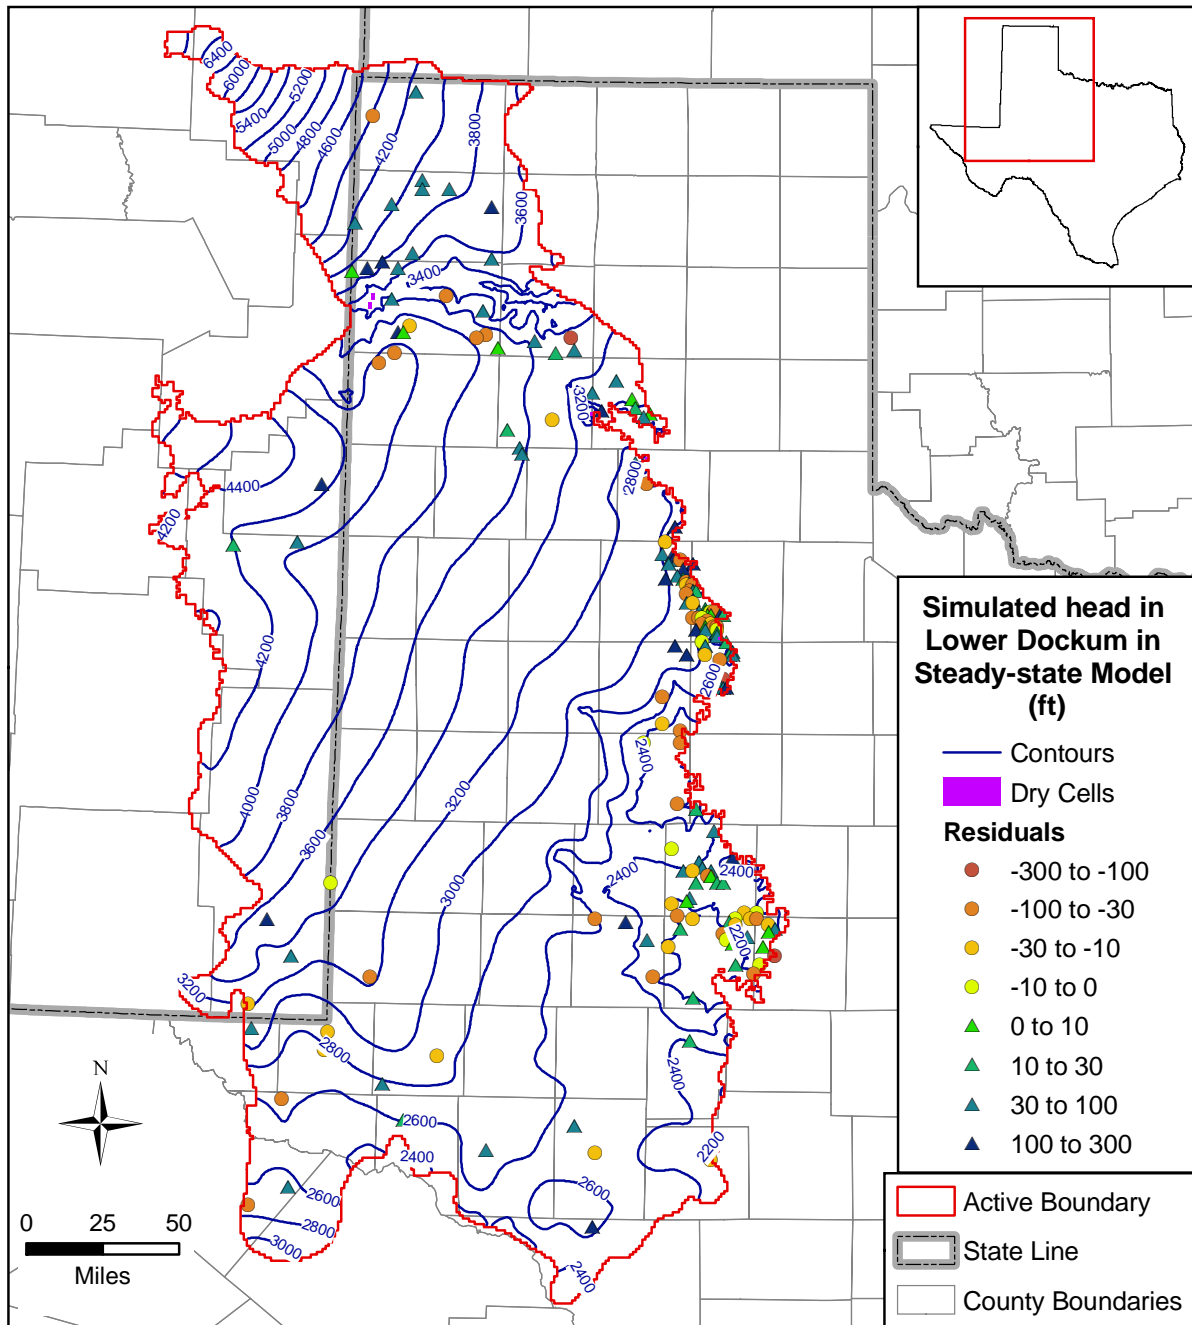 6400
6000
5200
5400
5000
4800
4600
4200
3800
3600
3400
3200
2800
4400
4200
4200
2600
2400
4000
3800
3600
3200
3000
2400
2400
2200
3200
2800
2400
2600
2400
2200
2600
2800
3000
2600
2400
N
0 25 50
Miles
Simulated head in
Lower Dockum in
Steady-state Model
(ft)
Contours
Dry Cells
Residuals
-300 to -100
-100 to -30
-30 to -10
-10 to 0
0 to 10
10 to 30
30 to 100
100 to 300
Active Boundary
State Line
County Boundaries